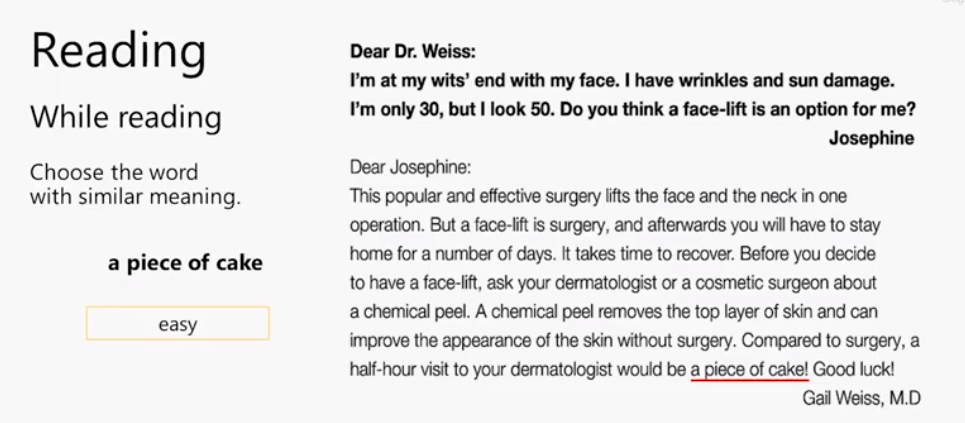 Reading
While reading
Choose the word
with similar meaning.
a piece of cake
easy
Dear Dr. Weiss:
I'm at my wits' end with my face. I have wrinkles and sun damage.
I'm only 30, but I look 50. Do you think a face-lift is an option for me?
Josephine
Dear Josephine:
This popular and effective surgery lifts the face and the neck in one
operation. But a face-lift is surgery, and afterwards you will have to stay
home for a number of days. It takes time to recover. Before you decide
to have a face-lift, ask your dermatologist or a cosmetic surgeon about
a chemical peel. A chemical peel removes the top layer of skin and can
improve the appearance of the skin without surgery. Compared to surgery, a
half-hour visit to your dermatologist would be a piece of cake! Good luck!
Gail Weiss, M.D